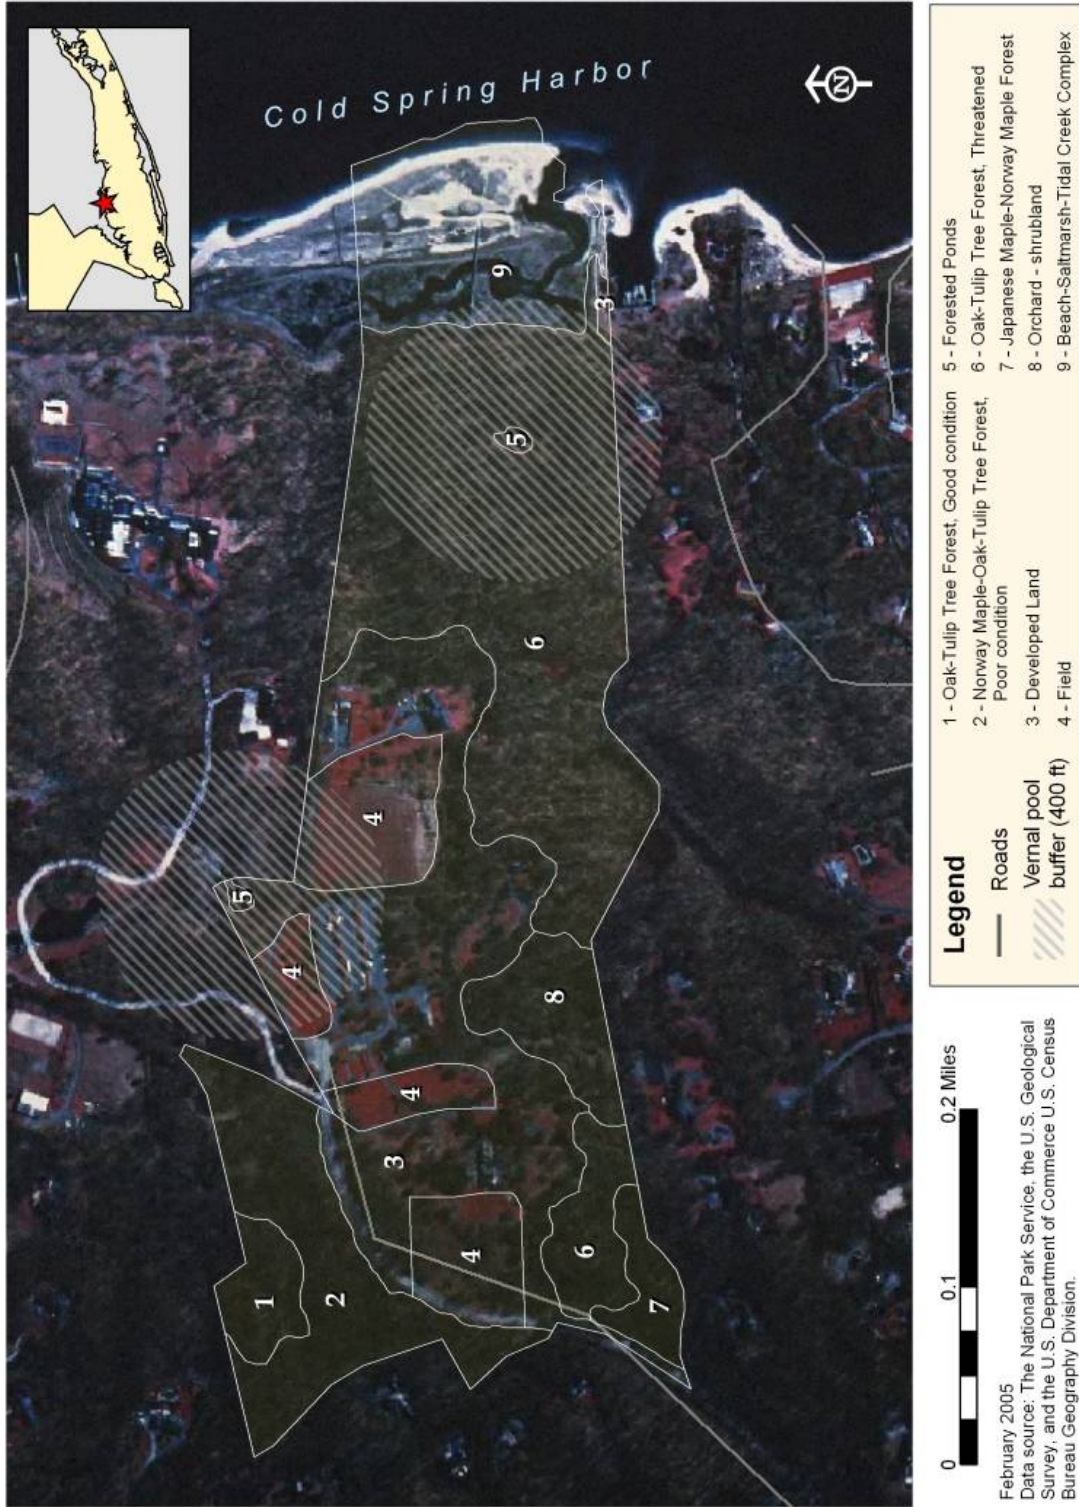 Cold Spring Harbor
N
1
2
3
4
4
4
4
5
5
6
6
7
8
9
3
0
0.1
0.2 Miles
February 2005
Data source: The National Park Service, the U.S. Geological
Survey, and the U.S. Department of Commerce U.S. Census
Bureau Geography Division.
Legend
Roads
Vernal pool
buffer (400 ft)
1 - Oak-Tulip Tree Forest, Good condition
2 - Norway Maple-Oak-Tulip Tree Forest,
Poor condition
3 - Developed Land
4 - Field
5 - Forested Ponds
6 - Oak-Tulip Tree Forest, Threatened
7 - Japanese Maple-Norway Maple Forest
8 - Orchard - shrubland
9 - Beach-Saltmarsh-Tidal Creek Complex